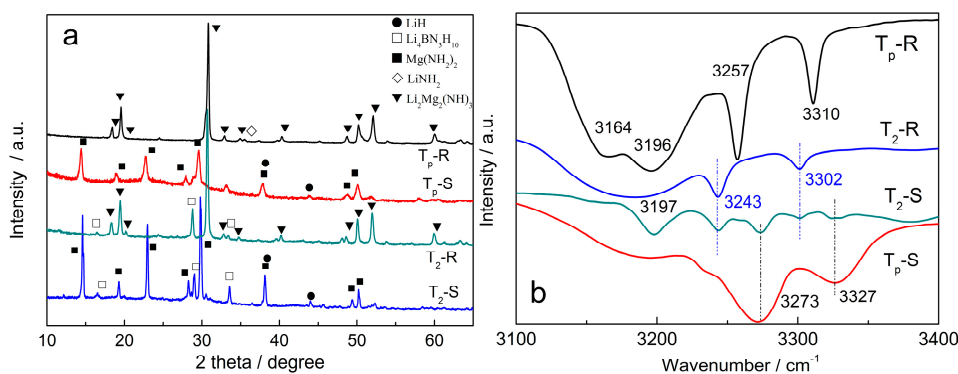 a
LiH
Li₄BN₃H₁₀
Mg(NH₂)₂
LiNH₂
Li₂Mg₂(NH)₃
Tₚ-R
Tₚ-S
T₂-R
T₂-S
Intensity / a.u.
10 20 30 40 50 60
2 theta / degree
b
Tₚ-R
3257
3310
3164
3196
T₂-R
3302
3243
3197
T₂-S
Tₚ-S
3273
3327
Intensity / a.u.
3100 3200 3300 3400
Wavenumber / cm⁻¹